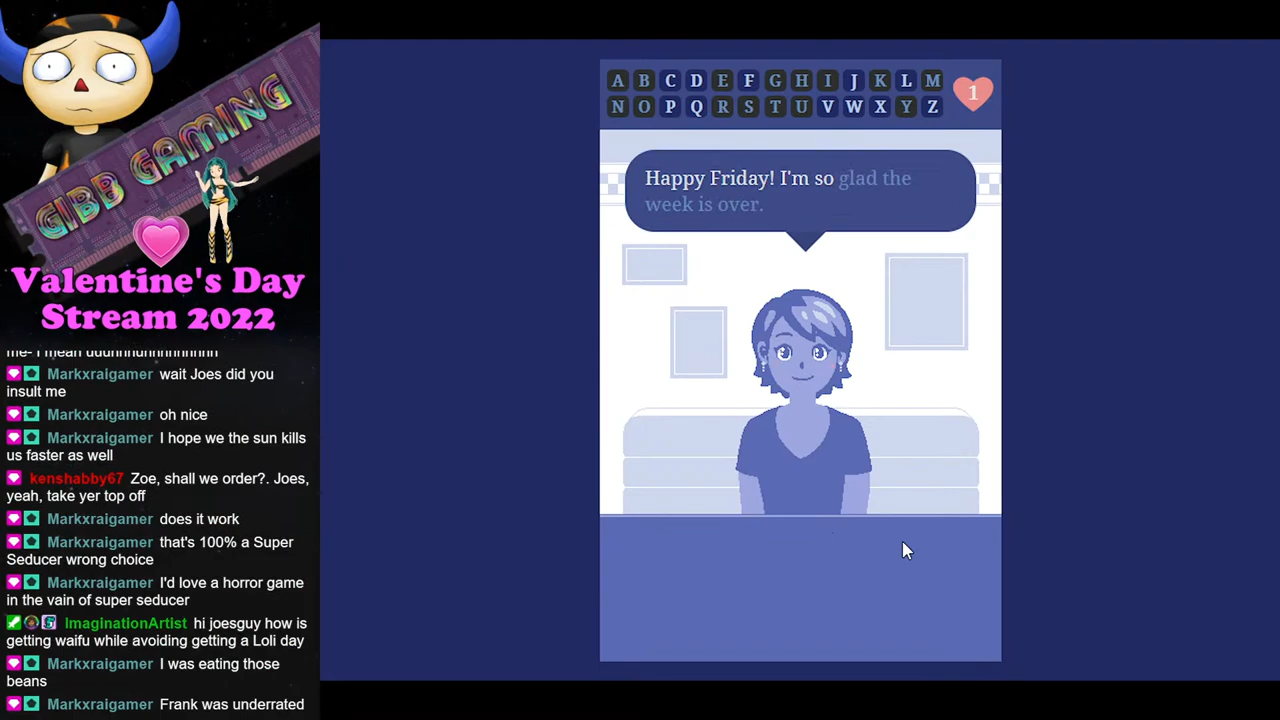 GIBB GAMING
Valentine's Day
Stream 2022
me- I mean uuuhhhuhhhhhhhhh
Markxraigamer wait Joes did you
insult me
Markxraigamer oh nice
Markxraigamer I hope we the sun kills
us faster as well
kenshabby67 Zoe, shall we order?. Joes,
yeah, take yer top off
Markxraigamer does it work
Markxraigamer that's 100% a Super
Seducer wrong choice
Markxraigamer I'd love a horror game
in the vain of super seducer
ImaginationArtist hi joesguy how is
getting waifu while avoiding getting a Loli day
Markxraigamer I was eating those
beans
Markxraigamer Frank was underrated
A B C D E F G H I J K L M
N O P Q R S T U V W X Y Z
1
Happy Friday! I'm so glad the
week is over.